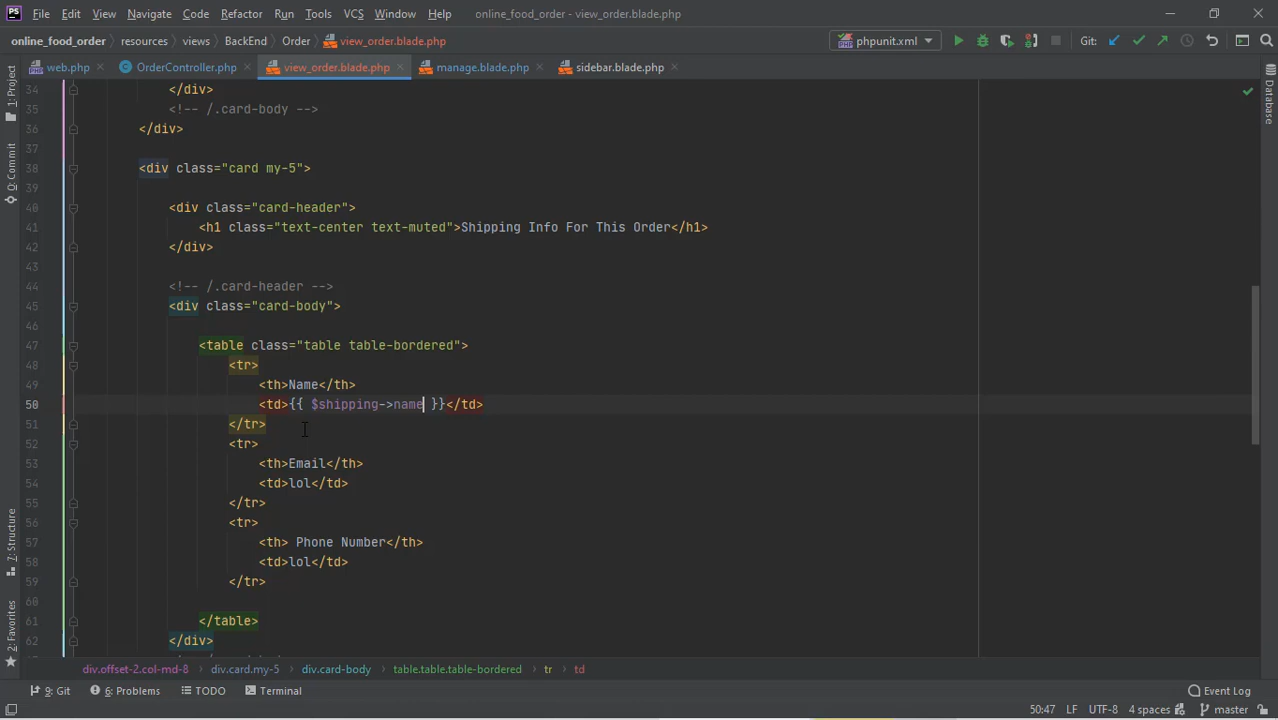 PS File Edit View Navigate Code Refactor Run Tools VCS Window Help online_food_order - view_order.blade.php
online_food_order resources views BackEnd Order view_order.blade.php phpunit.xml Git:
web.php OrderController.php view_order.blade.php manage.blade.php sidebar.blade.php
34 </div>
35 <!-- /.card-body -->
36 </div>
37
38 <div class="card my-5">
39
40 <div class="card-header">
41 <h1 class="text-center text-muted">Shipping Info For This Order</h1>
42 </div>
43
44 <!-- /.card-header -->
45 <div class="card-body">
46
47 <table class="table table-bordered">
48 <tr>
49 <th>Name</th>
50 <td>{{ $shipping->name }}</td>
51 </tr>
52 <tr>
53 <th>Email</th>
54 <td>lol</td>
55 </tr>
56 <tr>
57 <th> Phone Number</th>
58 <td>lol</td>
59 </tr>
60
61 </table>
62 </div>
div.offset-2.col-md-8 div.card.my-5 div.card-body table.table.table-bordered tr td
9: Git 6: Problems TODO Terminal Event Log
50:47 LF UTF-8 4 spaces master
1: Project
0: Commit
7: Structure
2: Favorites
Database